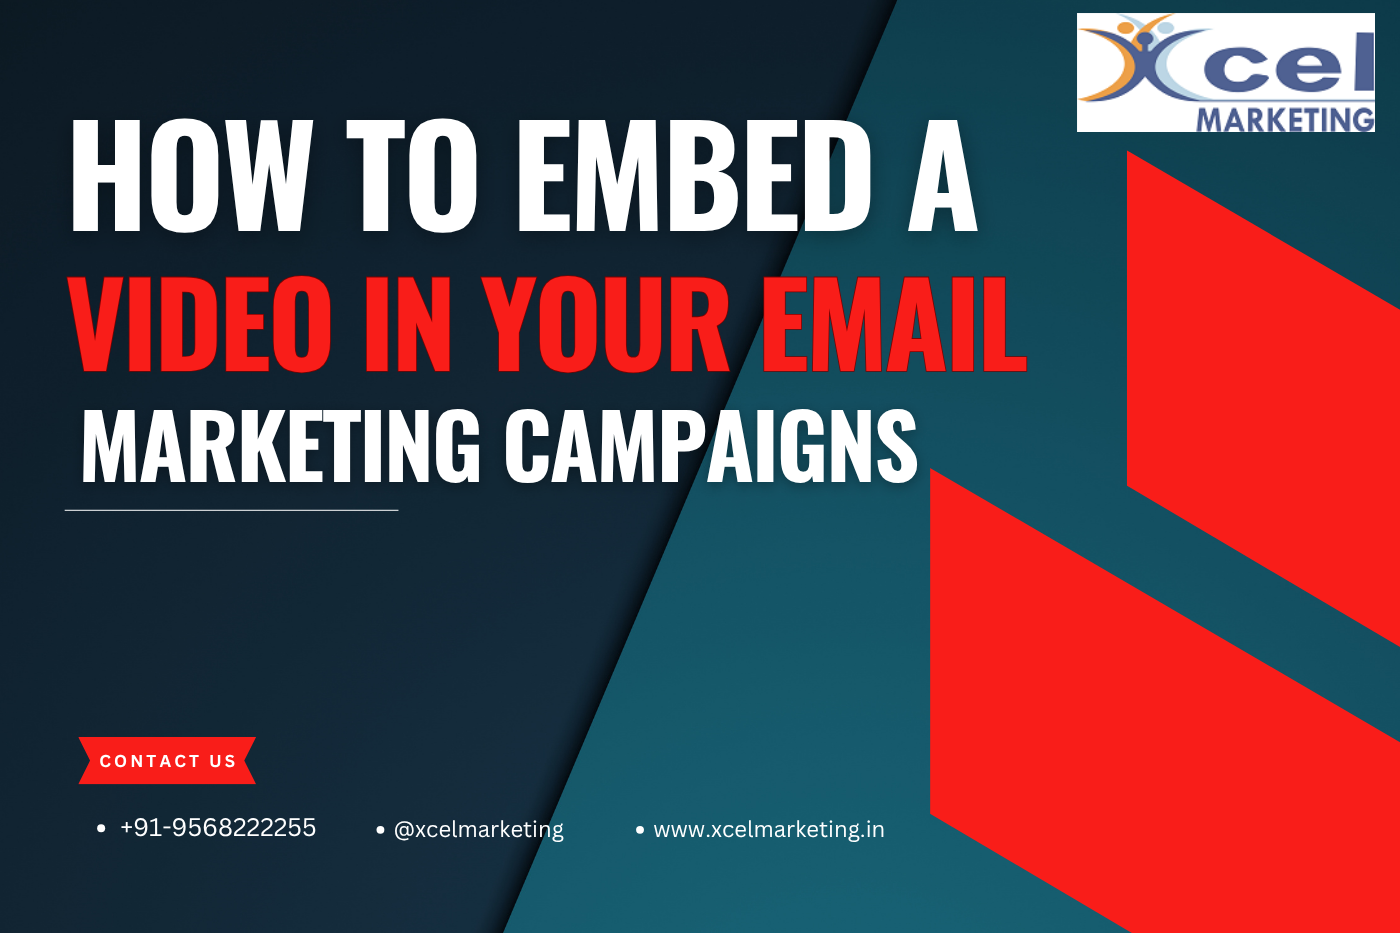 Xcel
MARKETING
HOW TO EMBED A
VIDEO IN YOUR EMAIL
MARKETING CAMPAIGNS
CONTACT US
• +91-9568222255
• @xcelmarketing
• www.xcelmarketing.in